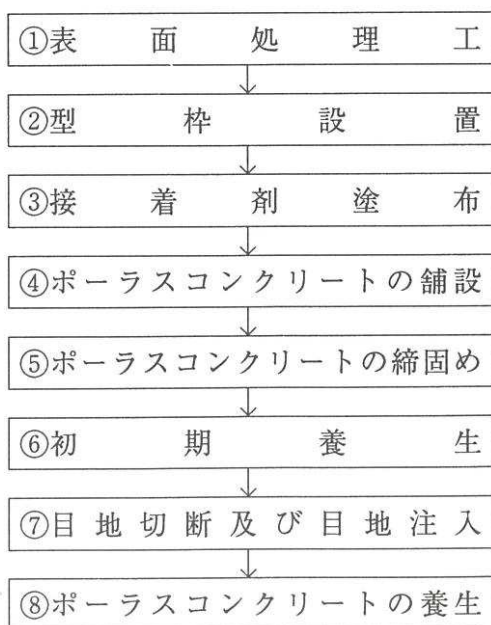 ①表面処理工
②型枠設置
③接着剤塗布
④ポーラスコンクリートの舗設
⑤ポーラスコンクリートの締固め
⑥初期養生
⑦目地切断及び目地注入
⑧ポーラスコンクリートの養生